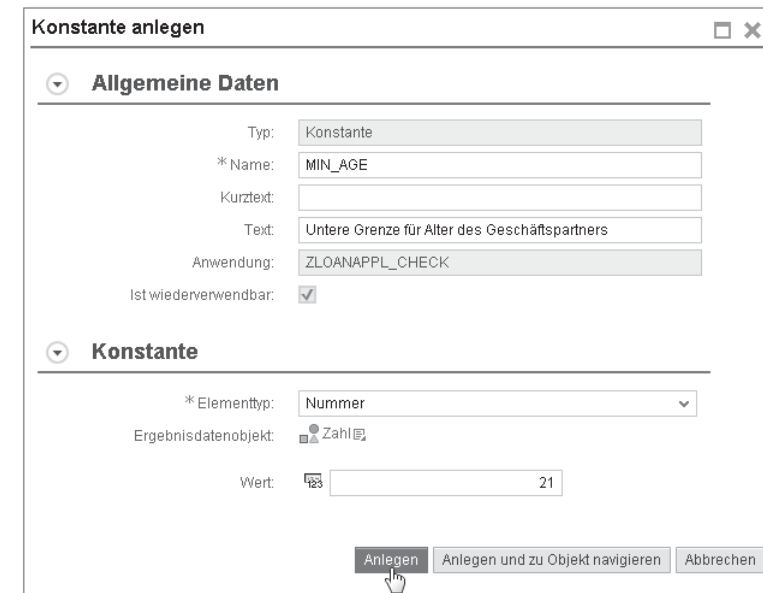 Konstante anlegen
Allgemeine Daten
Typ: Konstante
* Name: MIN_AGE
Kurztext:
Text: Untere Grenze für Alter des Geschäftspartners
Anwendung: ZLOANAPPL_CHECK
Ist wiederverwendbar:
Konstante
* Elementtyp: Nummer
Ergebnisdatenobjekt: Zahl
Wert: 123 21
Anlegen Anlegen und zu Objekt navigieren Abbrechen